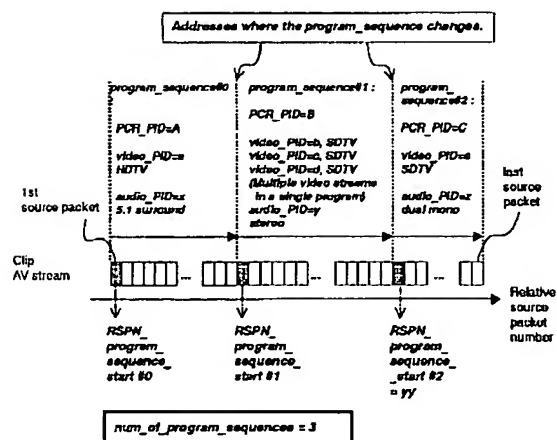 Addresses where the program_sequence changes.
program_sequence#0
PCR_PID=A
video_PID=a
HDTV
audio_PID=x
5.1 surround
program_sequence#1 :
PCR_PID=B
video_PID=b, SDTV
video_PID=c, SDTV
video_PID=d, SDTV
(Multiple video streams
in a single program)
audio_PID=y
stereo
program_
sequence#2 :
PCR_PID=C
video_PID=e
SDTV
audio_PID=z
dual mono
1st
source packet
last
source
packet
Clip
AV stream
...
...
...
Relative
source
packet
number
RSPN_
program_
sequence_
start #0
RSPN_
program_
sequence_
start #1
RSPN_
program_
sequence_
_start #2
= yy
num_of_program_sequences = 3